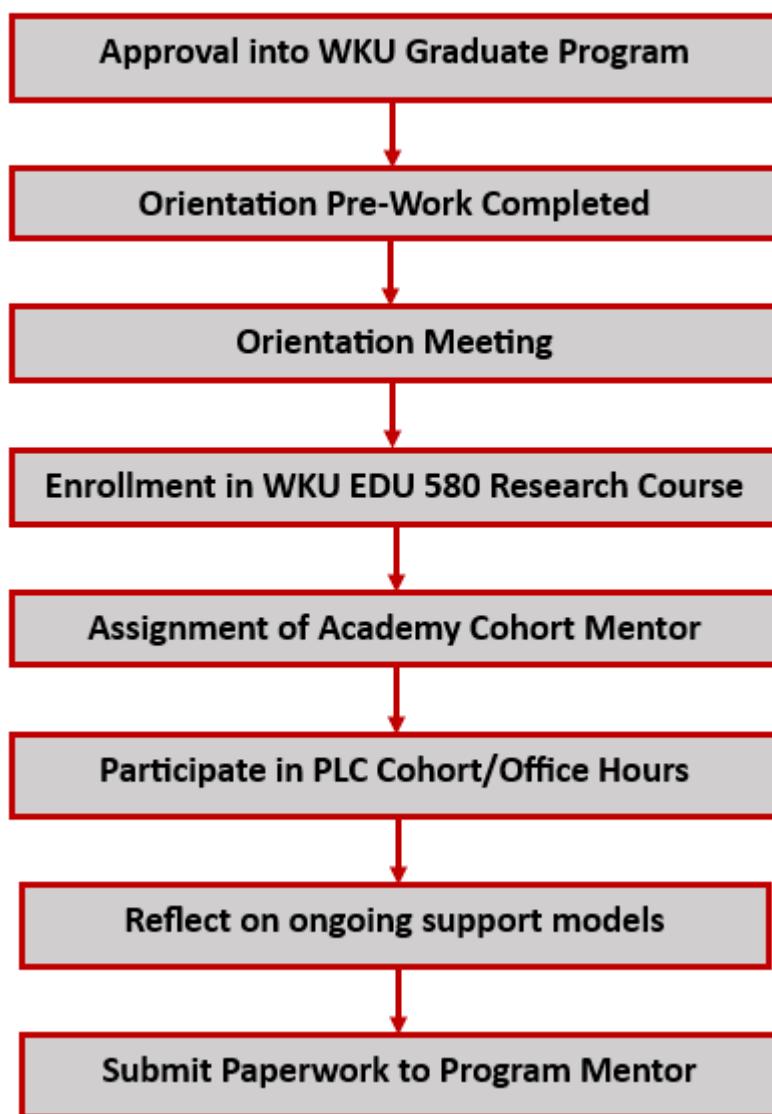 Approval into WKU Graduate Program
Orientation Pre-Work Completed
Orientation Meeting
Enrollment in WKU EDU 580 Research Course
Assignment of Academy Cohort Mentor
Participate in PLC Cohort/Office Hours
Reflect on ongoing support models
Submit Paperwork to Program Mentor